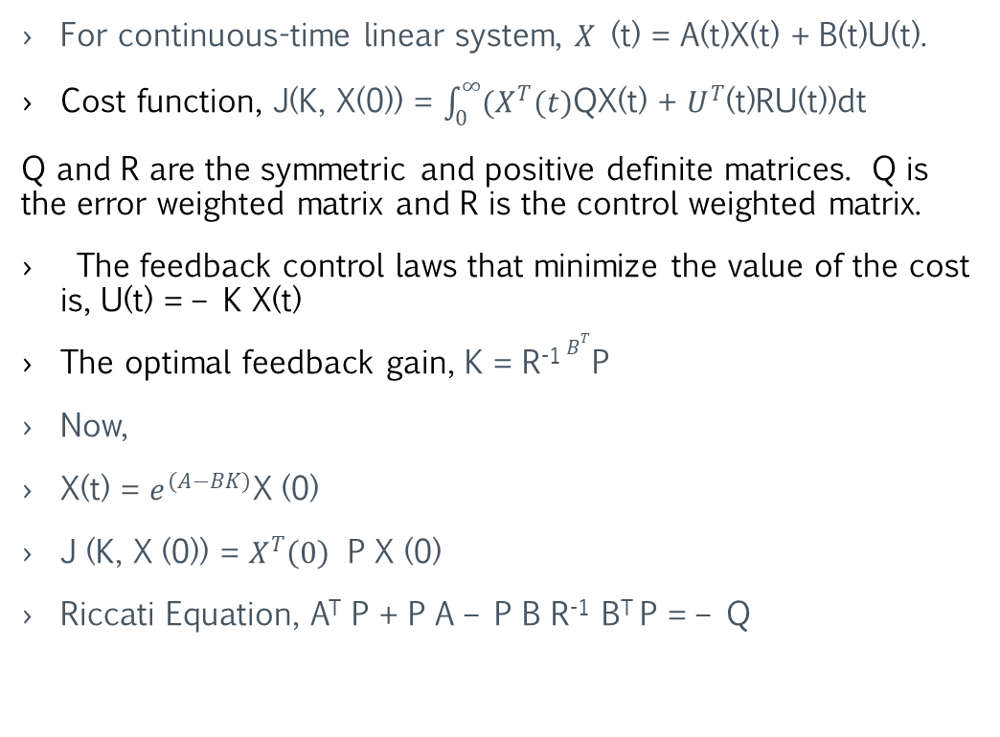 › For continuous-time linear system, X (t) = A(t)X(t) + B(t)U(t).
› Cost function, J(K, X(0)) = ∫₀^∞ (X^T(t)QX(t) + U^T(t)RU(t))dt
Q and R are the symmetric and positive definite matrices. Q is
the error weighted matrix and R is the control weighted matrix.
› The feedback control laws that minimize the value of the cost
is, U(t) = – K X(t)
› The optimal feedback gain, K = R^-1 B^T P
› Now,
› X(t) = e^(A−BK) X (0)
› J (K, X (0)) = X^T(0) P X (0)
› Riccati Equation, A^T P + P A – P B R^-1 B^T P = – Q